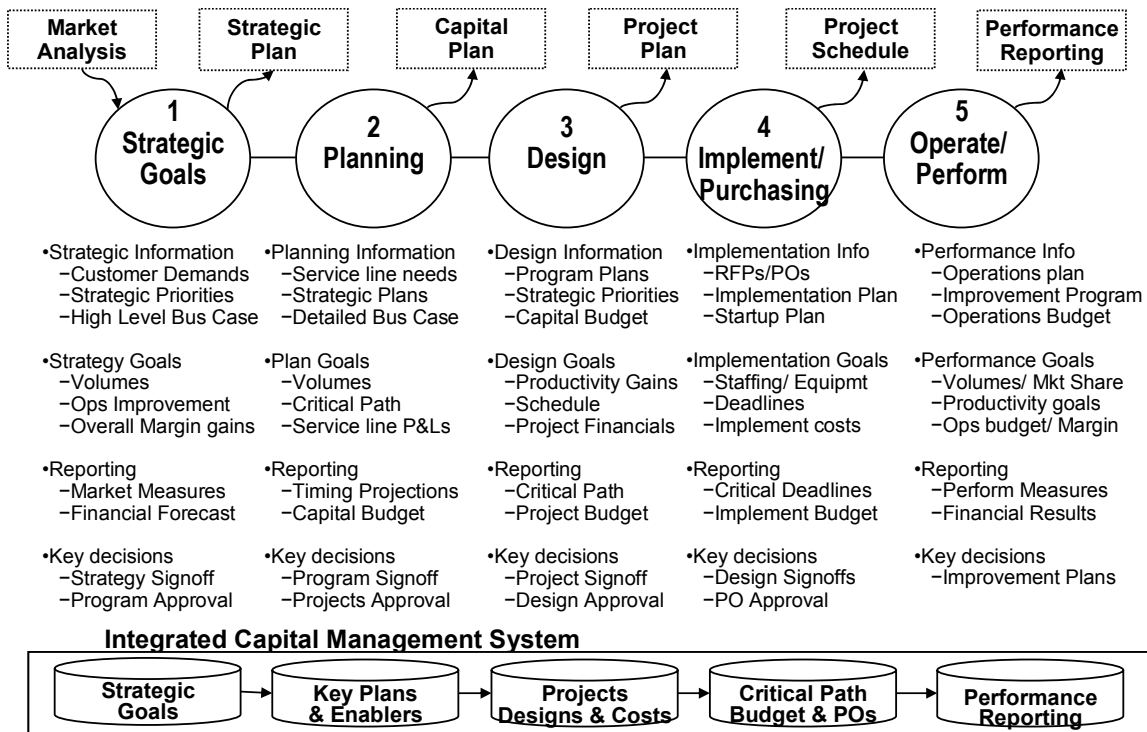 Market
Analysis
Strategic
Plan
Capital
Plan
Project
Plan
Project
Schedule
Performance
Reporting
1
Strategic
Goals
2
Planning
3
Design
4
Implement/
Purchasing
5
Operate/
Perform
•Strategic Information
−Customer Demands
−Strategic Priorities
−High Level Bus Case
•Strategy Goals
−Volumes
−Ops Improvement
−Overall Margin gains
•Reporting
−Market Measures
−Financial Forecast
•Key decisions
−Strategy Signoff
−Program Approval
•Planning Information
−Service line needs
−Strategic Plans
−Detailed Bus Case
•Plan Goals
−Volumes
−Critical Path
−Service line P&Ls
•Reporting
−Timing Projections
−Capital Budget
•Key decisions
−Program Signoff
−Projects Approval
•Design Information
−Program Plans
−Strategic Priorities
−Capital Budget
•Design Goals
−Productivity Gains
−Schedule
−Project Financials
•Reporting
−Critical Path
−Project Budget
•Key decisions
−Project Signoff
−Design Approval
•Implementation Info
−RFPs/POs
−Implementation Plan
−Startup Plan
•Implementation Goals
−Staffing/ Equipmt
−Deadlines
−Implement costs
•Reporting
−Critical Deadlines
−Implement Budget
•Key decisions
−Design Signoffs
−PO Approval
•Performance Info
−Operations plan
−Improvement Program
−Operations Budget
•Performance Goals
−Volumes/ Mkt Share
−Productivity goals
−Ops budget/ Margin
•Reporting
−Perform Measures
−Financial Results
•Key decisions
−Improvement Plans
Integrated Capital Management System
Strategic
Goals
Key Plans
& Enablers
Projects
Designs & Costs
Critical Path
Budget & POs
Performance
Reporting